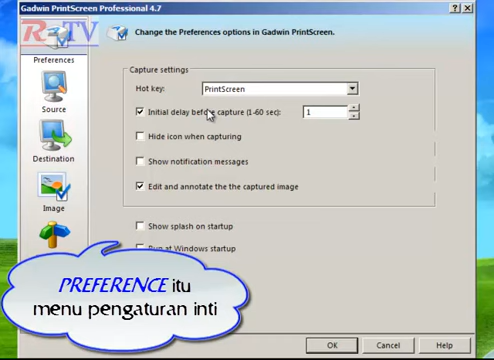 Gadwin PrintScreen Professional 4.7
RTV
Change the Preferences options in Gadwin PrintScreen.
Preferences
Source
Destination
Image
Capture settings
Hot key: PrintScreen
Initial delay before capture (1-60 sec): 1
Hide icon when capturing
Show notification messages
Edit and annotate the the captured image
Show splash on startup
Run at Windows startup
PREFERENCE itu
menu pengaturan inti
OK Cancel Help